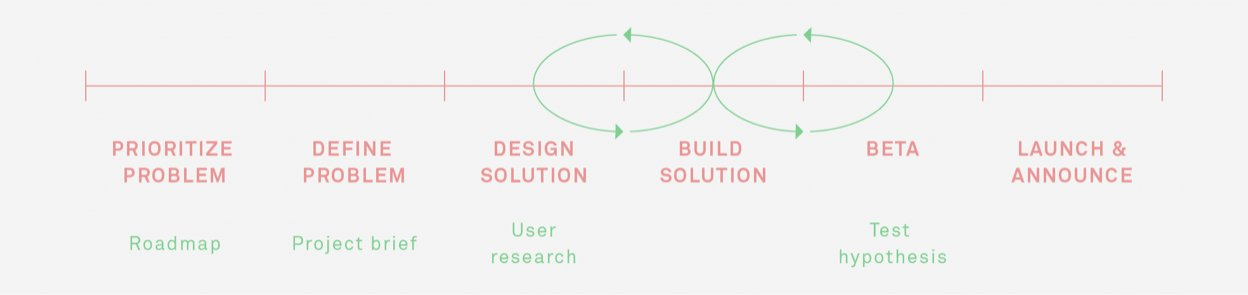 PRIORITIZE
PROBLEM
DEFINE
PROBLEM
DESIGN
SOLUTION
BUILD
SOLUTION
BETA
LAUNCH &
ANNOUNCE
Roadmap
Project brief
User
research
Test
hypothesis